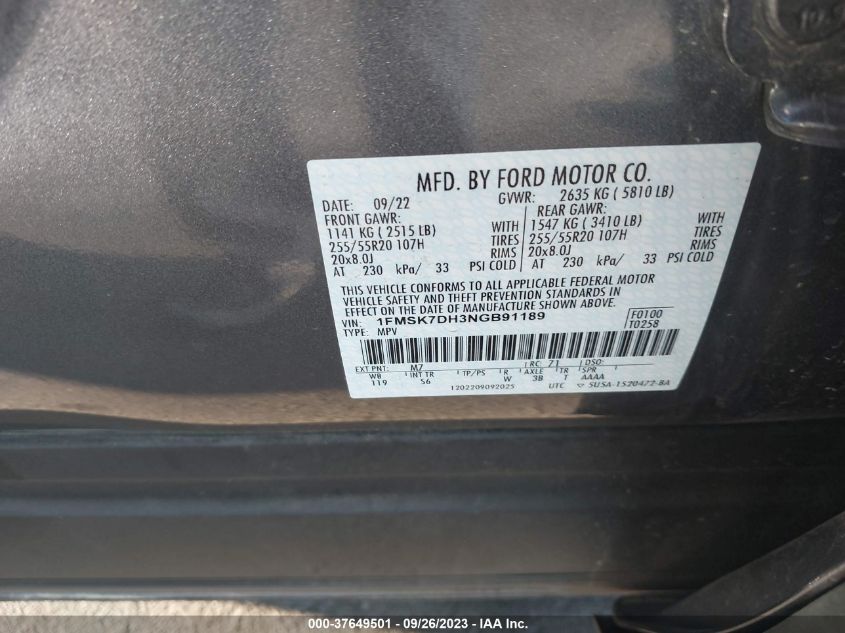 MFD. BY FORD MOTOR CO.
DATE: 09/22 GVWR: 2635 KG ( 5810 LB)
FRONT GAWR: REAR GAWR:
1141 KG ( 2515 LB) WITH 1547 KG ( 3410 LB) WITH
255/55R20 107H TIRES 255/55R20 107H TIRES
20x8.0J RIMS 20x8.0J RIMS
AT 230 kPa/ 33 PSI COLD AT 230 kPa/ 33 PSI COLD
THIS VEHICLE CONFORMS TO ALL APPLICABLE FEDERAL MOTOR
VEHICLE SAFETY AND THEFT PREVENTION STANDARDS IN
EFFECT ON THE DATE OF MANUFACTURE SHOWN ABOVE.
VIN: 1FMSK7DH3NGB91189 F0100
TYPE: MPV T0258
EXT PNT: M7 RC: 71 DSO:
WB INT TR TP/PS R AXLE TR SPR
119 S6 W 3B T AAAA
1202209092025 UTC ▽ 5USA-1520472-BA
000-37649501 - 09/26/2023 - IAA Inc.